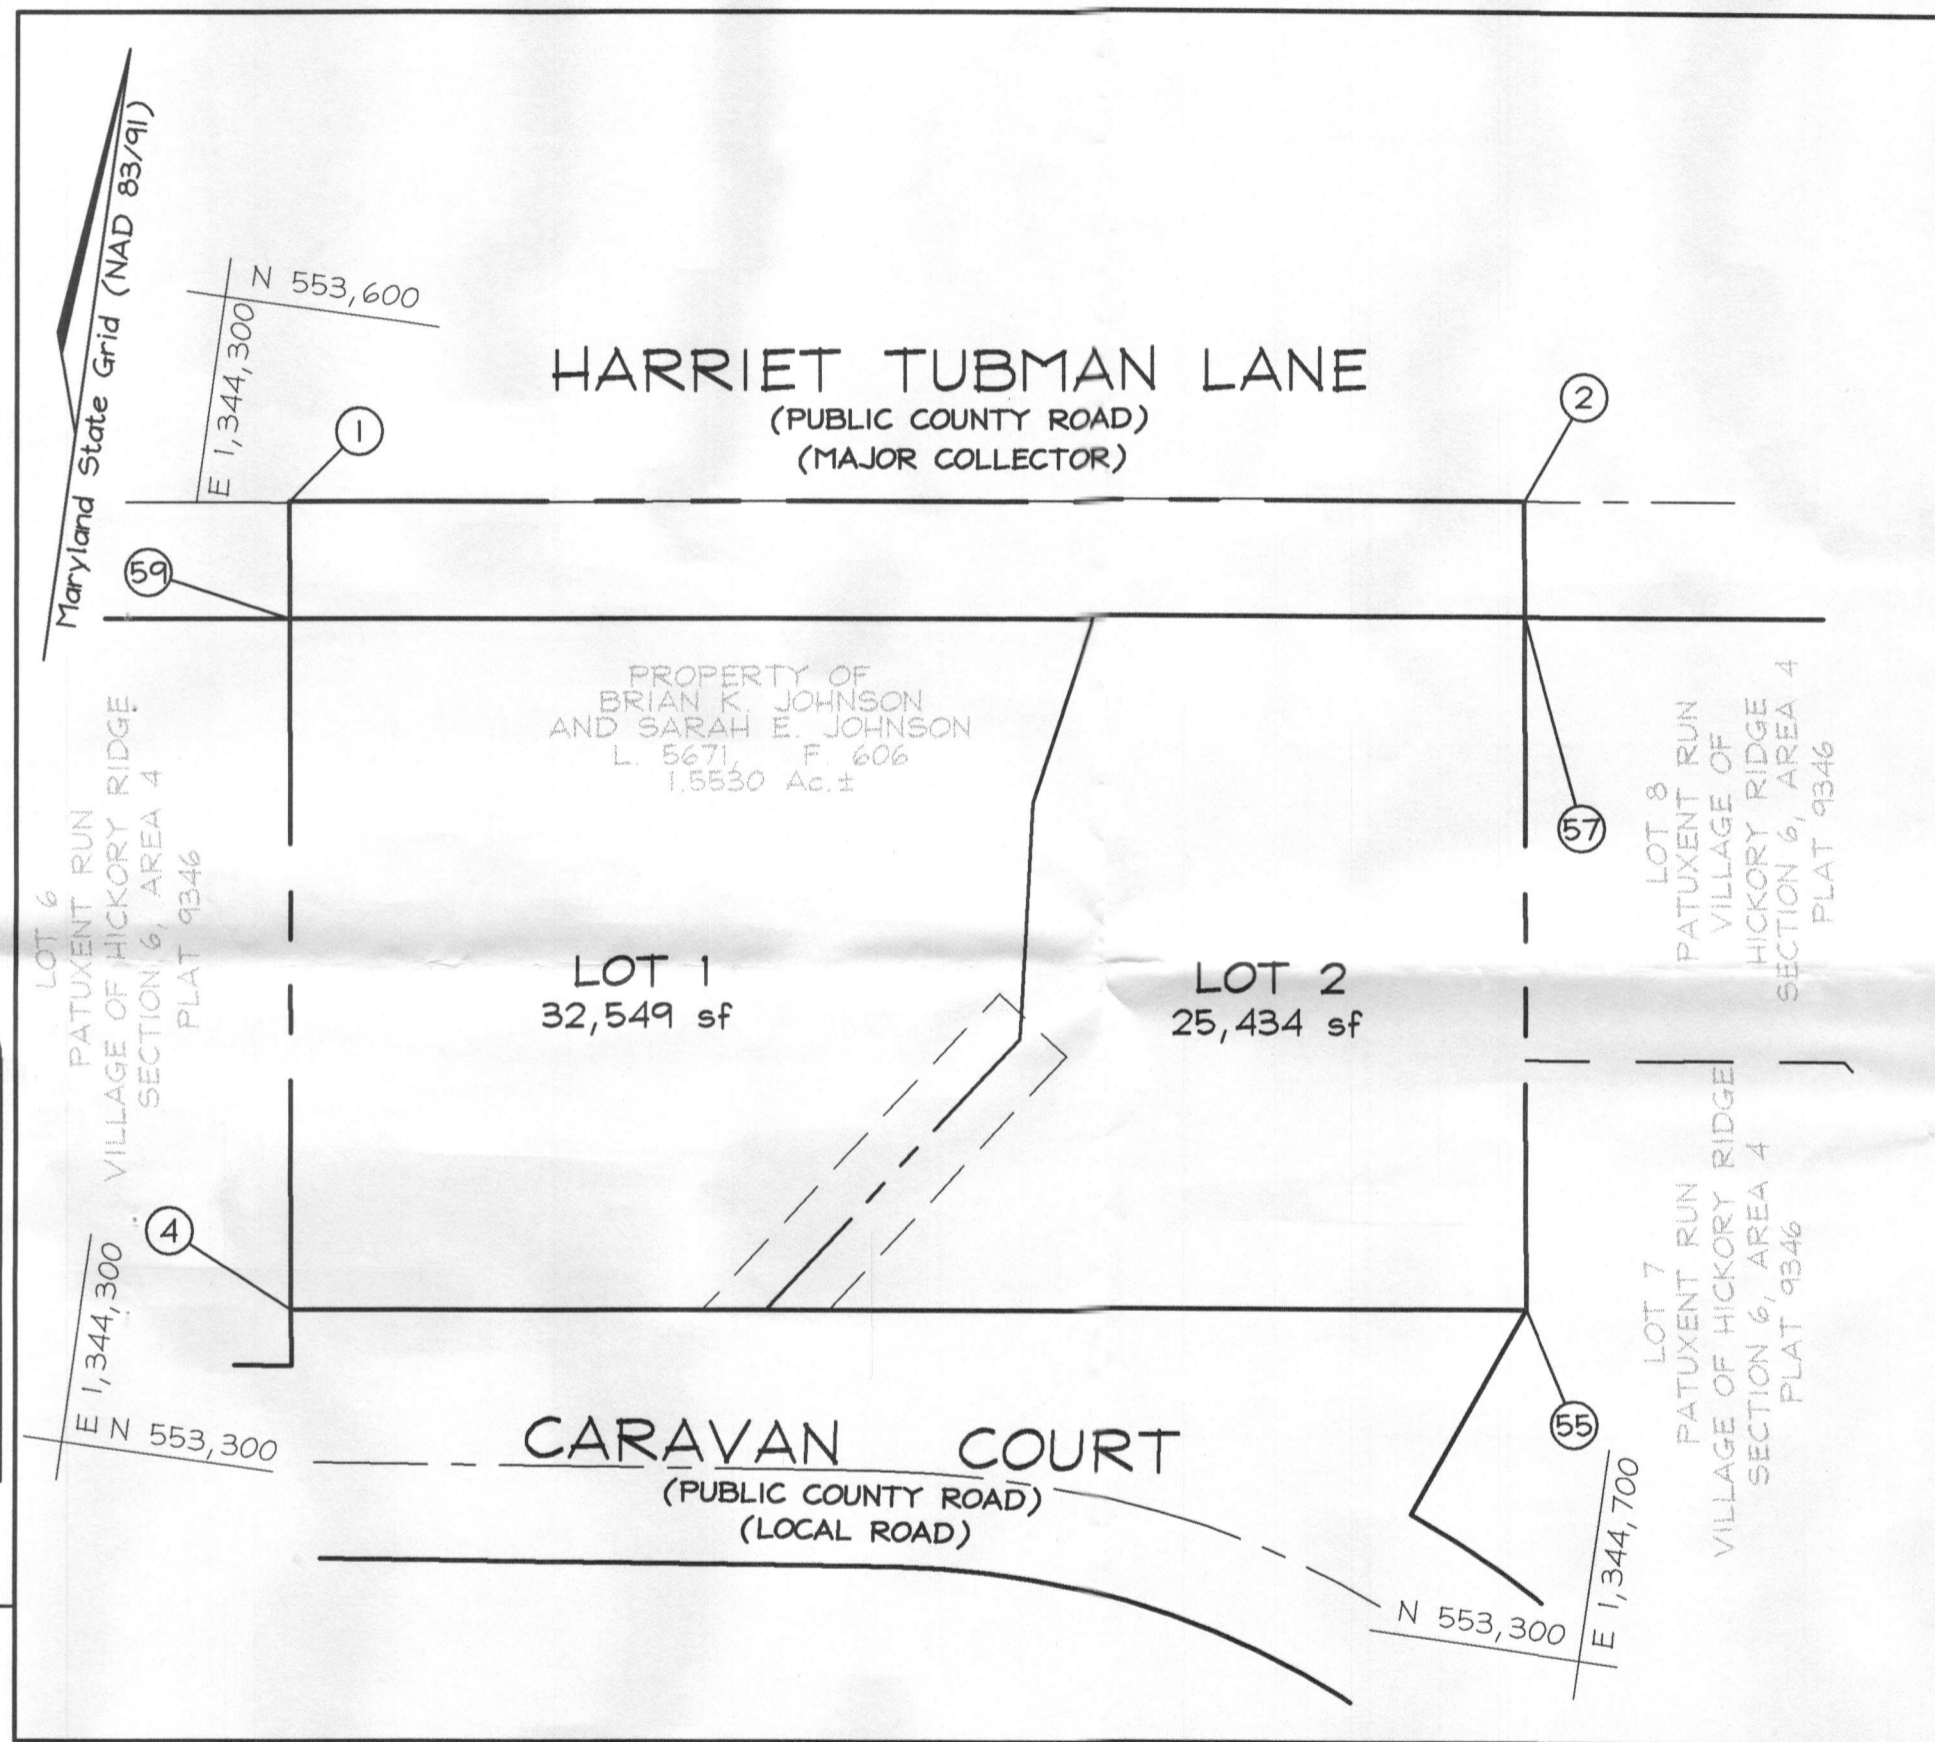 Maryland State Grid (NAD 83/91)
N 553,600
E 1,344,300
HARRIET TUBMAN LANE
(PUBLIC COUNTY ROAD)
(MAJOR COLLECTOR)
1
2
59
57
PROPERTY OF
BRIAN K. JOHNSON
AND SARAH E. JOHNSON
L. 5671, F. 606
1.5530 Ac.±
LOT 6
PATUXENT RUN
VILLAGE OF HICKORY RIDGE
SECTION 6, AREA 4
PLAT 9346
LOT 1
32,549 sf
LOT 2
25,434 sf
LOT 8
PATUXENT RUN
VILLAGE OF
HICKORY RIDGE
SECTION 6, AREA 4
PLAT 9346
LOT 7
PATUXENT RUN
VILLAGE OF HICKORY RIDGE
SECTION 6, AREA 4
PLAT 9346
4
55
E 1,344,300
N 553,300
CARAVAN COURT
(PUBLIC COUNTY ROAD)
(LOCAL ROAD)
N 553,300
E 1,344,700